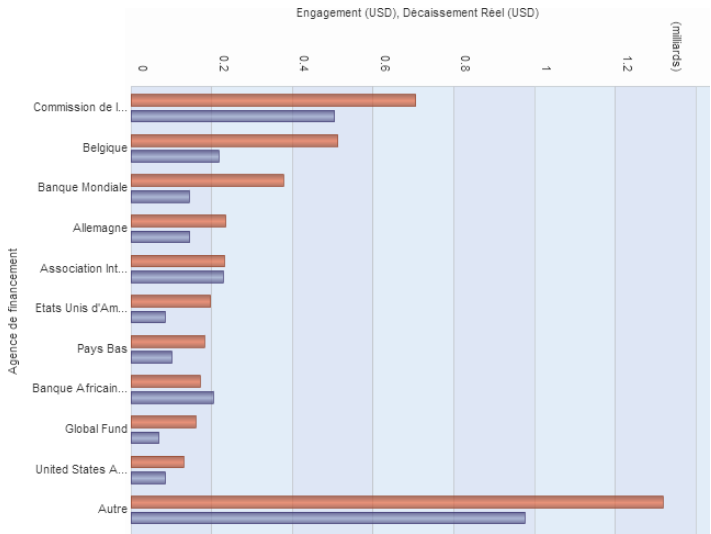 Engagement (USD), Dècaissement Rèel (USD)
0 0.2 0.4 0.6 0.8 1 1.2 (milliards)
Agence de financement
Commission de l...
Belgique
Banque Mondiale
Allemagne
Association Int...
Etats Unis d'Am...
Pays Bas
Banque Africain...
Global Fund
United States A...
Autre